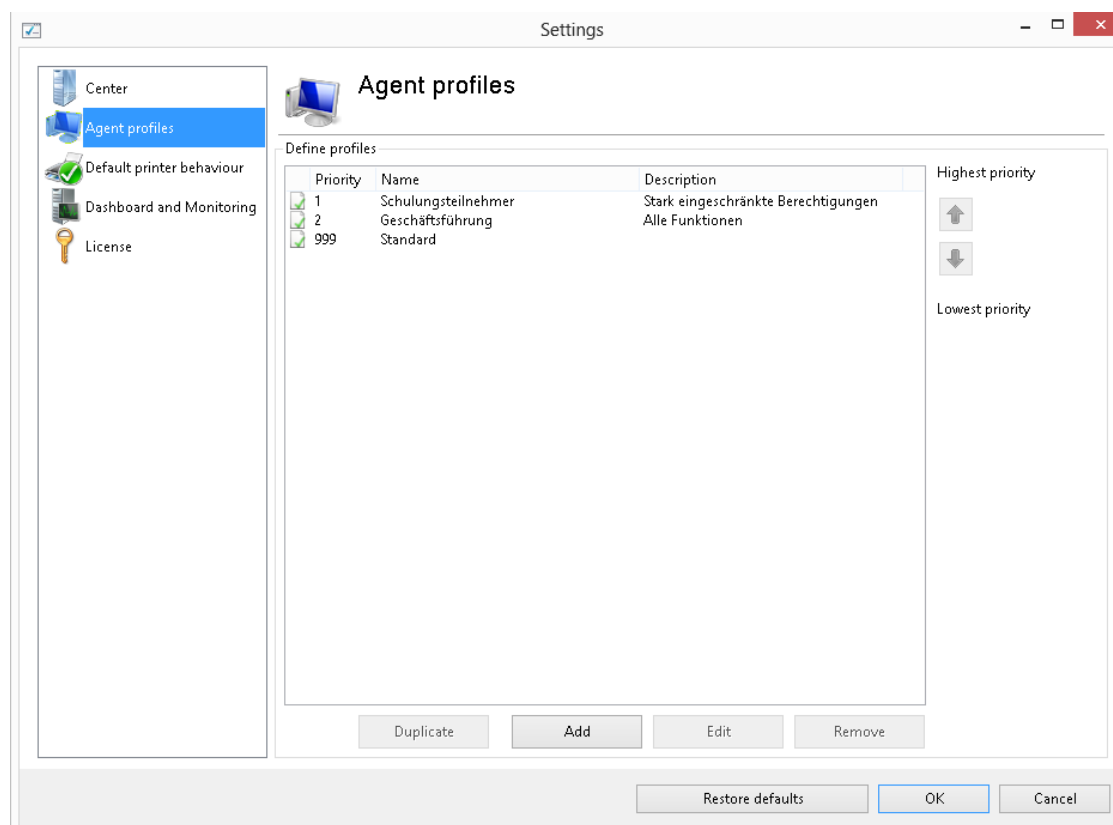 Settings
Center
Agent profiles
Default printer behaviour
Dashboard and Monitoring
License
Agent profiles
Define profiles
Priority Name Description
1 Schulungsteilnehmer Stark eingeschränkte Berechtigungen
2 Geschäftsführung Alle Funktionen
999 Standard
Highest priority
Lowest priority
Duplicate Add Edit Remove
Restore defaults OK Cancel